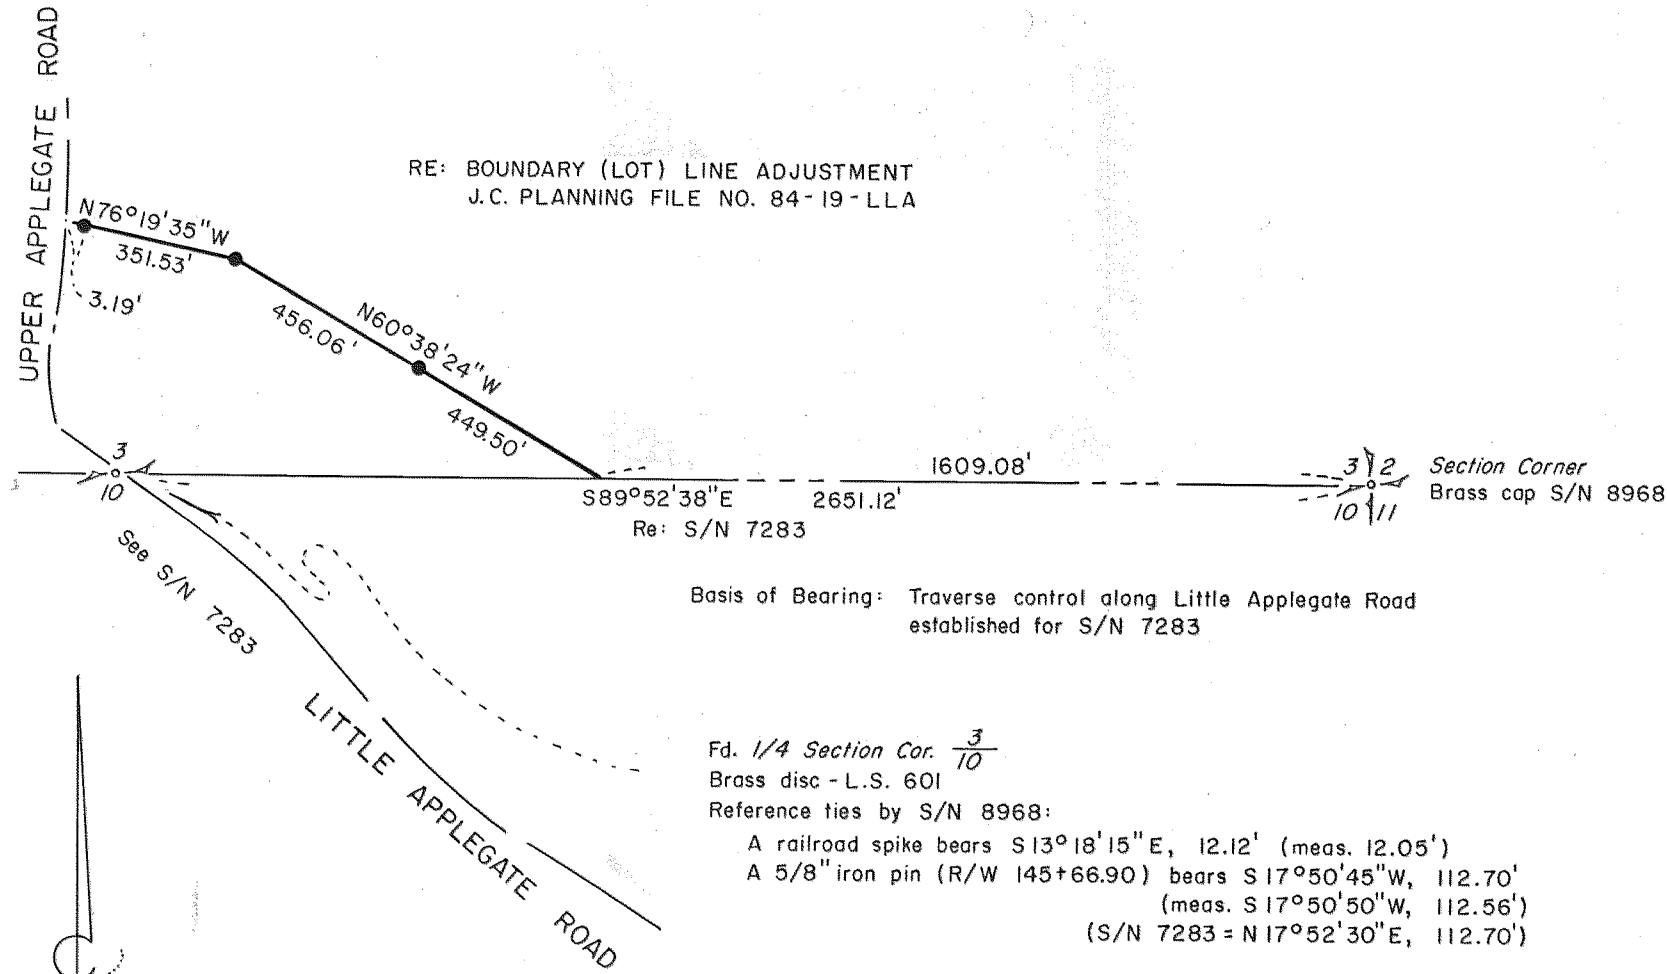 UPPER APPLEGATE ROAD
RE: BOUNDARY (LOT) LINE ADJUSTMENT
J.C. PLANNING FILE NO. 84-19-LLA
N76°19'35"W
351.53'
3.19'
N60°38'24"W
456.06'
449.50'
3
10
1609.08'
S89°52'38"E
2651.12'
Re: S/N 7283
3 2
10 11
Section Corner
Brass cap S/N 8968
See S/N 7283
Basis of Bearing: Traverse control along Little Applegate Road
established for S/N 7283
LITTLE APPLEGATE ROAD
Fd. 1/4 Section Cor. 3/10
Brass disc - L.S. 601
Reference ties by S/N 8968:
A railroad spike bears S13°18'15"E, 12.12' (meas. 12.05')
A 5/8" iron pin (R/W 145+66.90) bears S17°50'45"W, 112.70'
(meas. S17°50'50"W, 112.56')
(S/N 7283 = N17°52'30"E, 112.70')